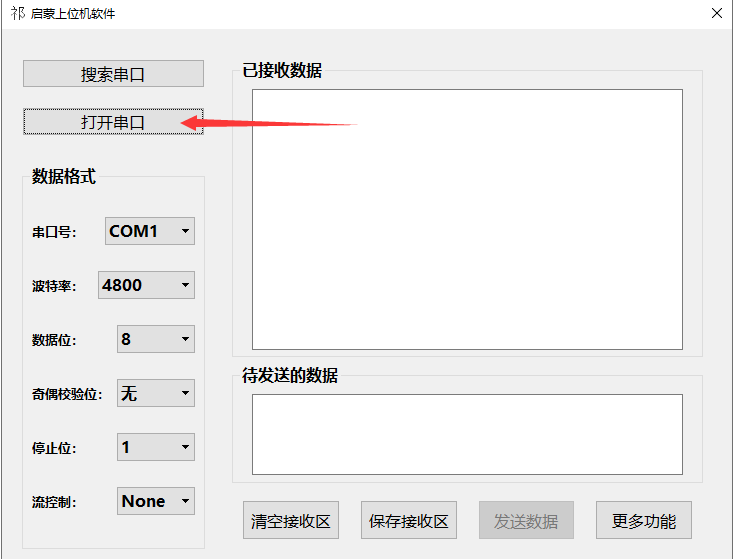 祁 启蒙上位机软件
搜索串口
打开串口
数据格式
串口号： COM1
波特率： 4800
数据位： 8
奇偶校验位： 无
停止位： 1
流控制： None
已接收数据
待发送的数据
清空接收区 保存接收区 发送数据 更多功能